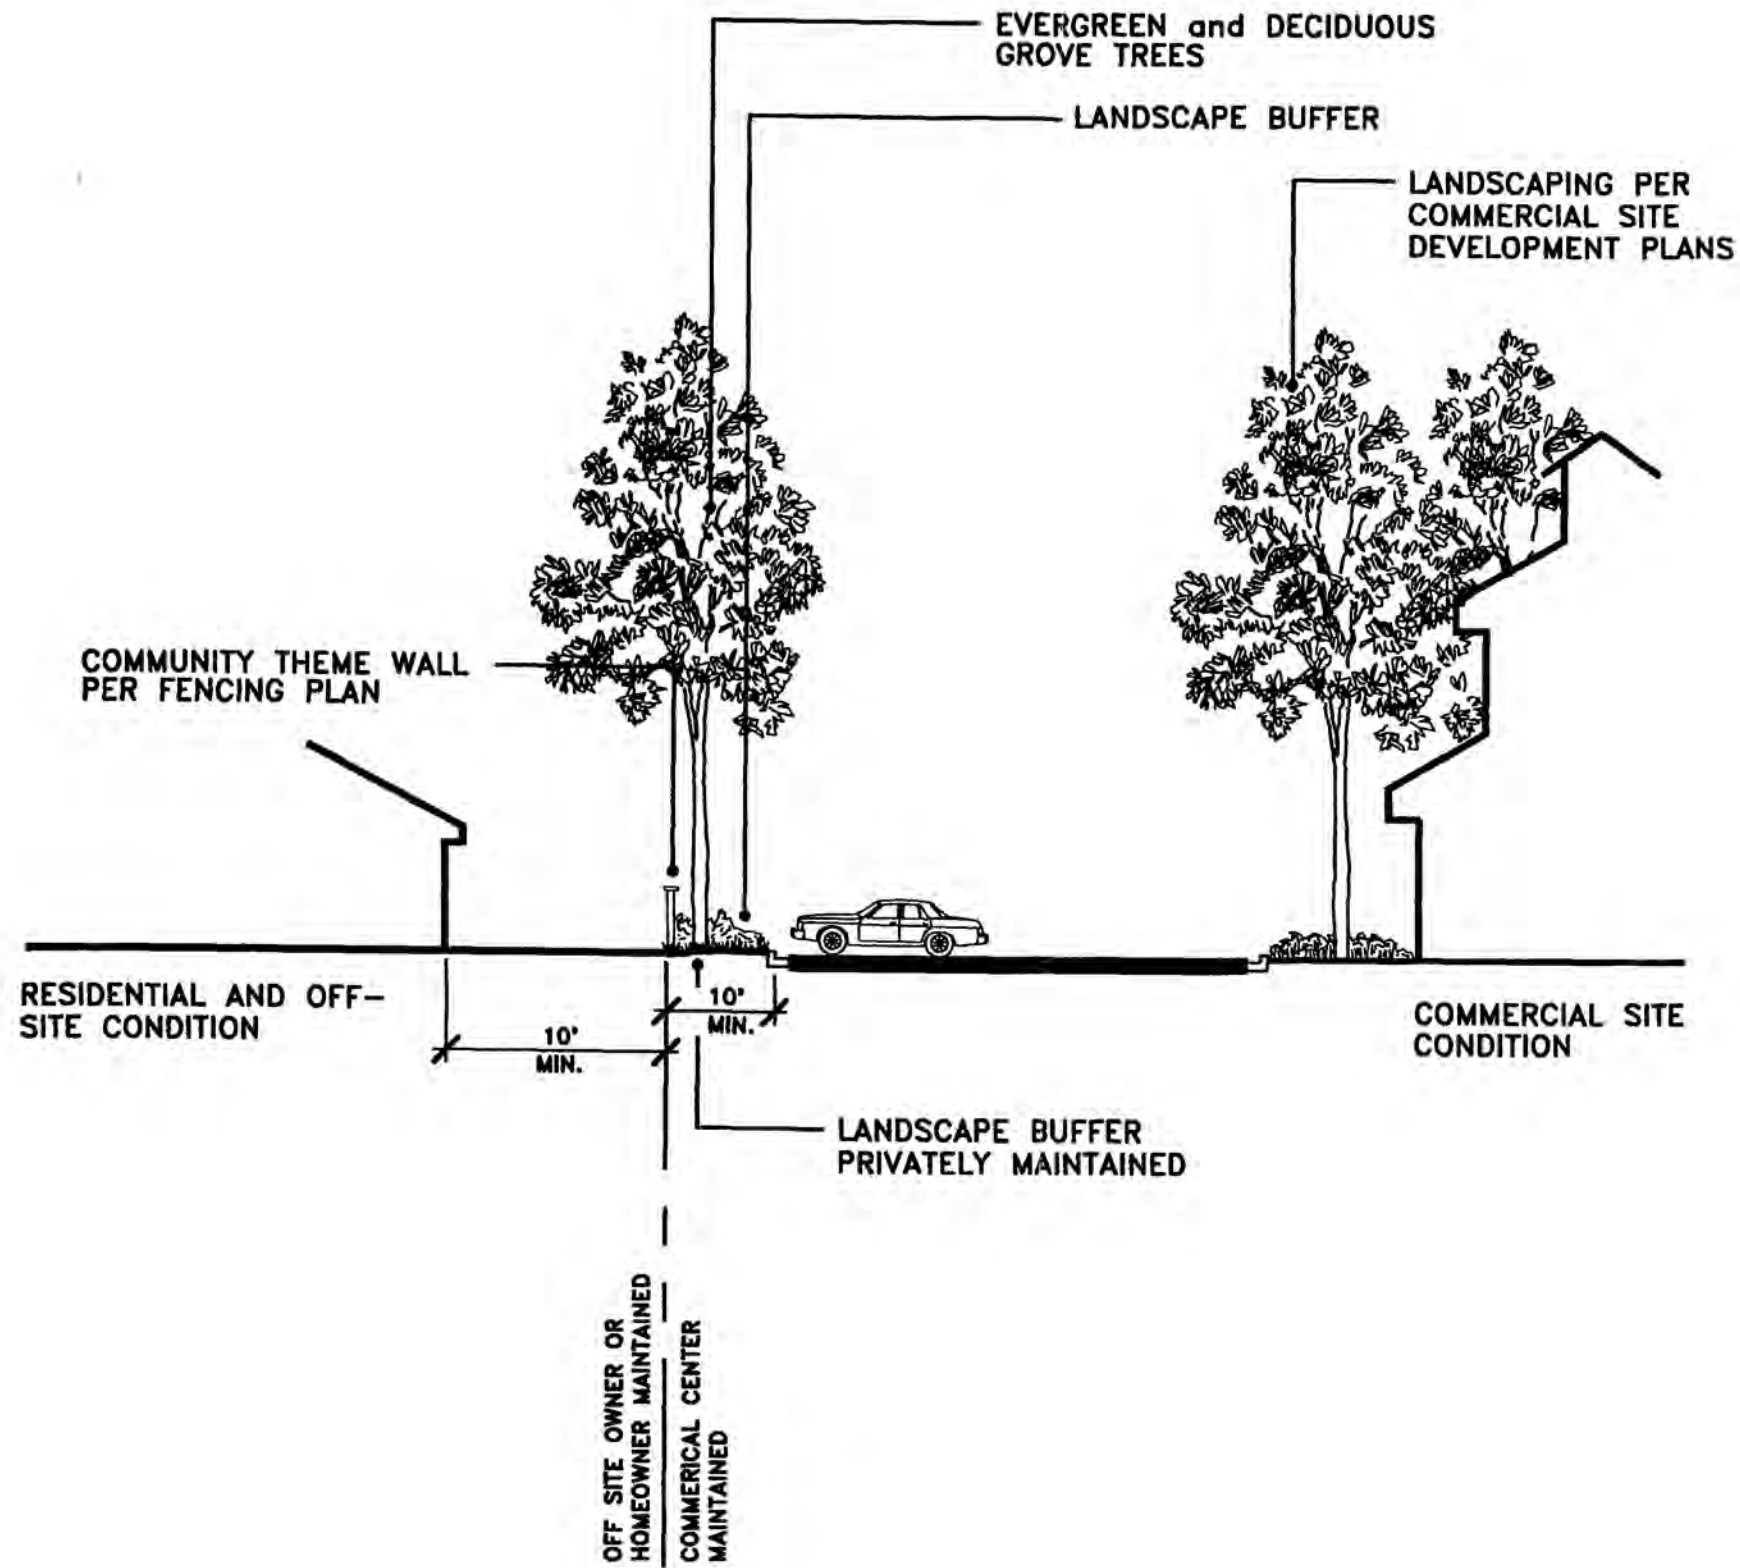 EVERGREEN and DECIDUOUS
GROVE TREES
LANDSCAPE BUFFER
LANDSCAPING PER
COMMERCIAL SITE
DEVELOPMENT PLANS
COMMUNITY THEME WALL
PER FENCING PLAN
RESIDENTIAL AND OFF-
SITE CONDITION
10'
MIN.
10'
MIN.
COMMERCIAL SITE
CONDITION
LANDSCAPE BUFFER
PRIVATELY MAINTAINED
OFF SITE OWNER OR
HOMEOWNER MAINTAINED
COMMERICAL CENTER
MAINTAINED